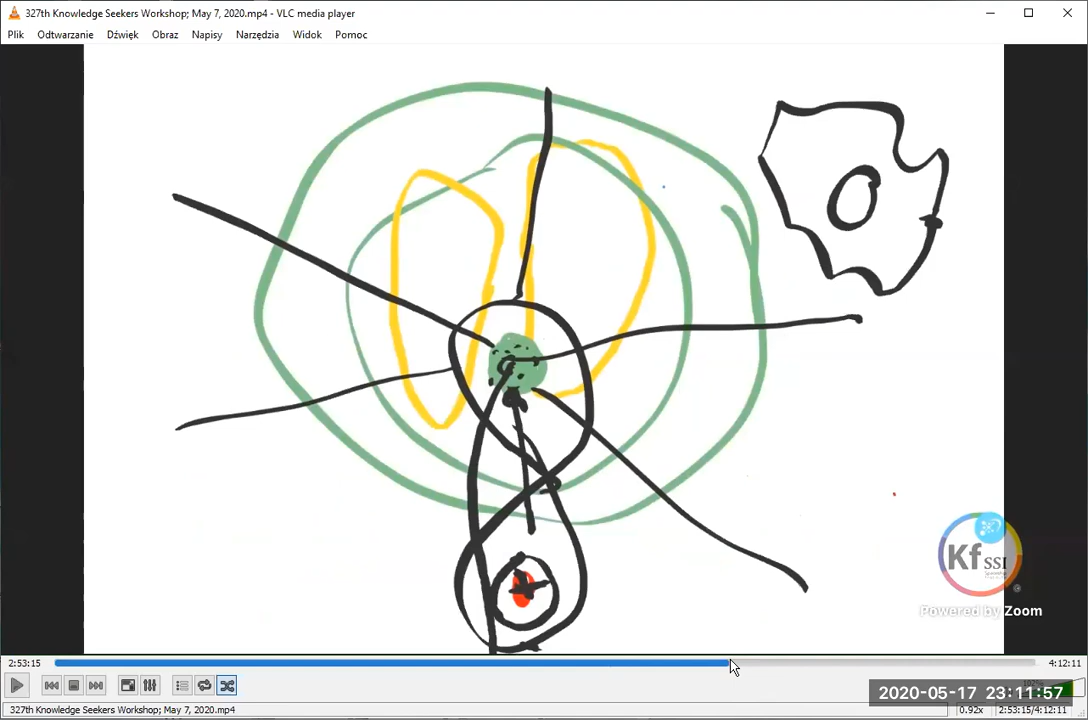 327th Knowledge Seekers Workshop; May 7, 2020.mp4 - VLC media player
Plik Odtwarzanie Dźwięk Obraz Napisy Narzędzia Widok Pomoc
Kf SSI
®
Powered by Zoom
2:53:15
4:12:11
2020-05-17 23:11:57
327th Knowledge Seekers Workshop; May 7, 2020.mp4
0.92x
2:53:15/4:12:11